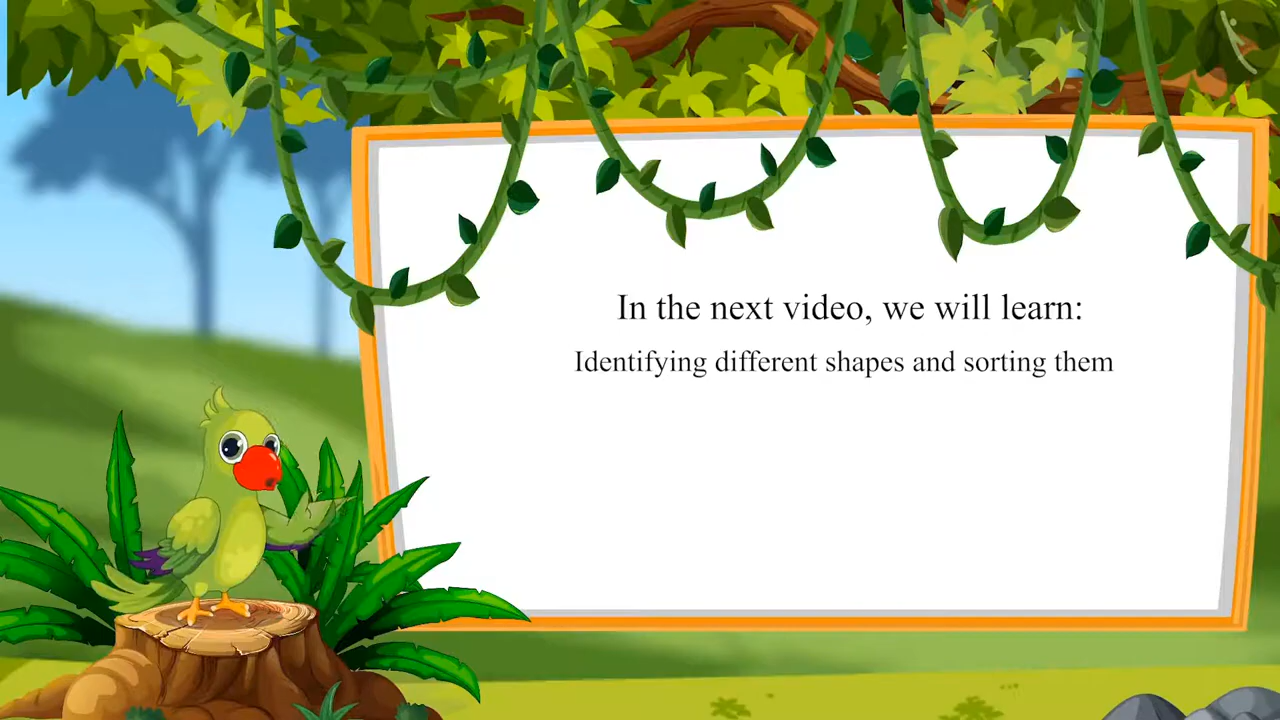 In the next video, we will learn:
Identifying different shapes and sorting them